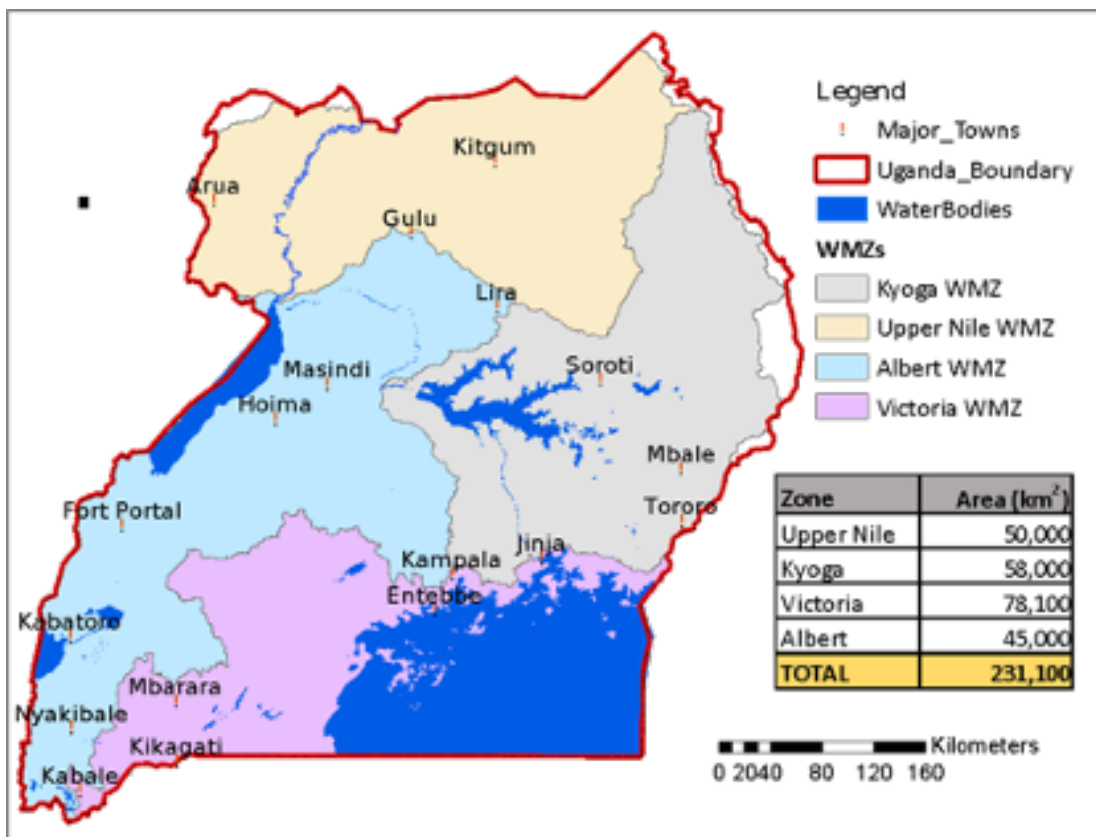 Legend
Major_Towns
Uganda_Boundary
WaterBodies
WMZs
Kyoga WMZ
Upper Nile WMZ
Albert WMZ
Victoria WMZ
Kitgum
Arua
Gulu
Lira
Soroti
Masindi
Hoima
Mbale
Fort Portal
Tororo
Jinja
Kampala
Entebbe
Kabatoro
Mbarara
Nyakibale
Kikagati
Kabale
Zone Area (km²)
Upper Nile 50,000
Kyoga 58,000
Victoria 78,100
Albert 45,000
TOTAL 231,100
Kilometers
0 20 40 80 120 160